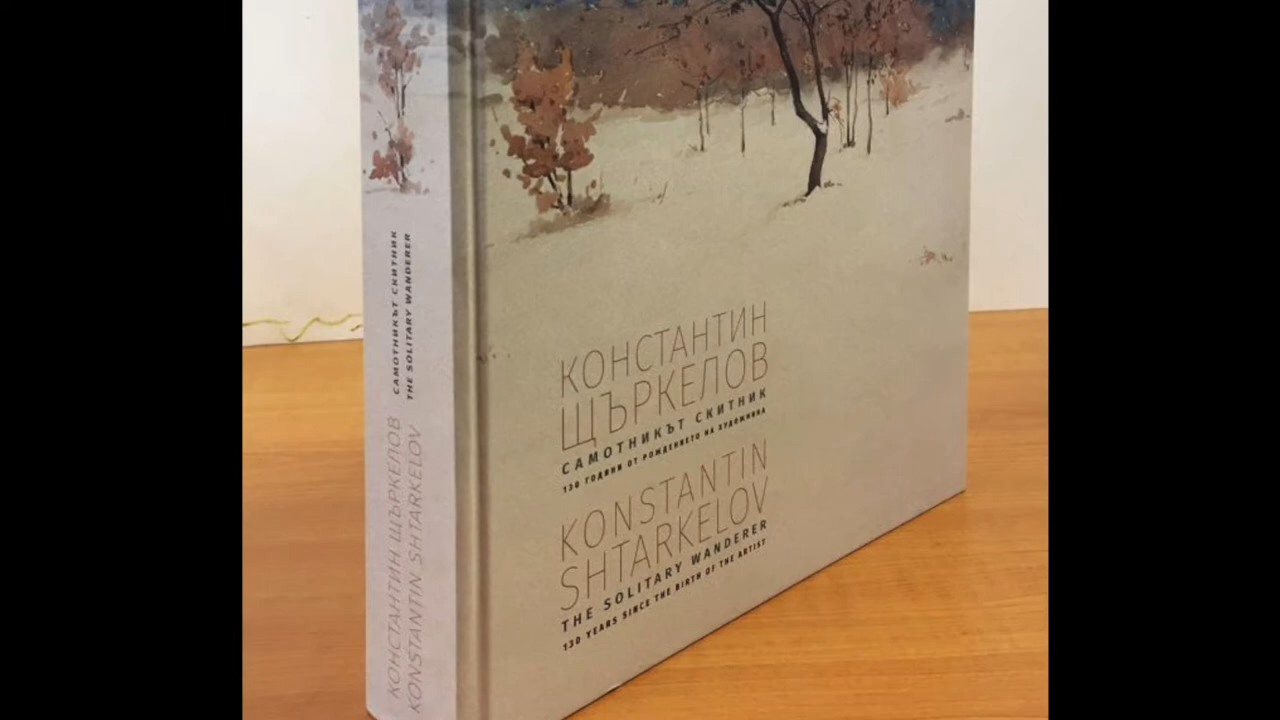 САМОТНИКЪТ СКИТНИК
THE SOLITARY WANDERER
КОНСТАНТИН ЩЪРКЕЛОВ
KONSTANTIN SHTARKELOV
КОНСТАНТИН
ЩЪРКЕЛОВ
САМОТНИКЪТ СКИТНИК
130 ГОДИНИ ОТ РОЖДЕНИЕТО НА ХУДОЖНИКА
KONSTANTIN
SHTARKELOV
THE SOLITARY WANDERER
130 YEARS SINCE THE BIRTH OF THE ARTIST